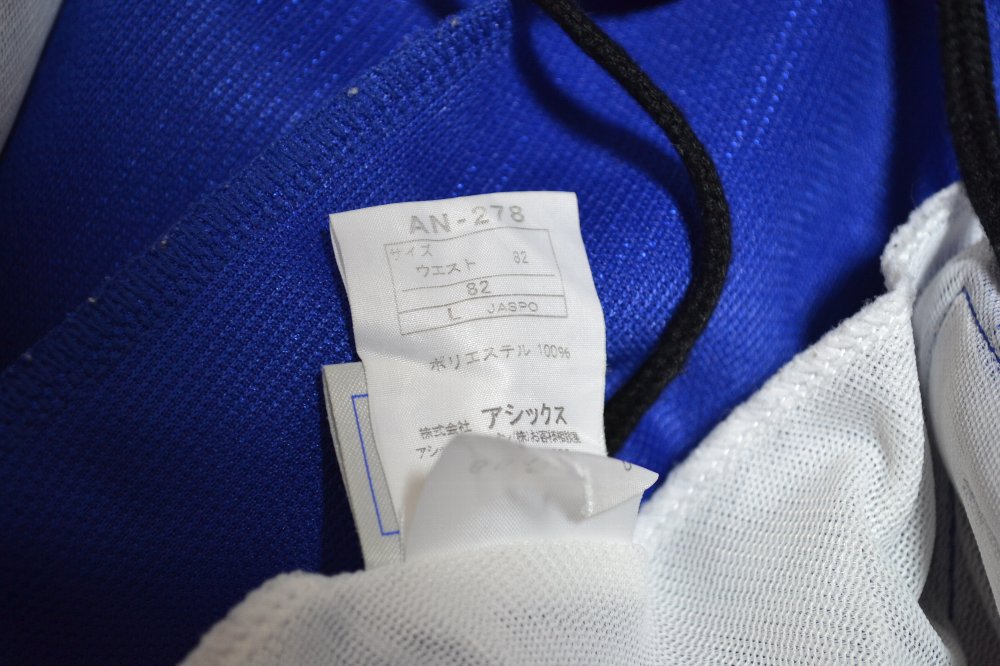 AN-278
サイズ
ウエスト 82
82
L JASPO
ポリエステル 100%
株式会社 アシックス